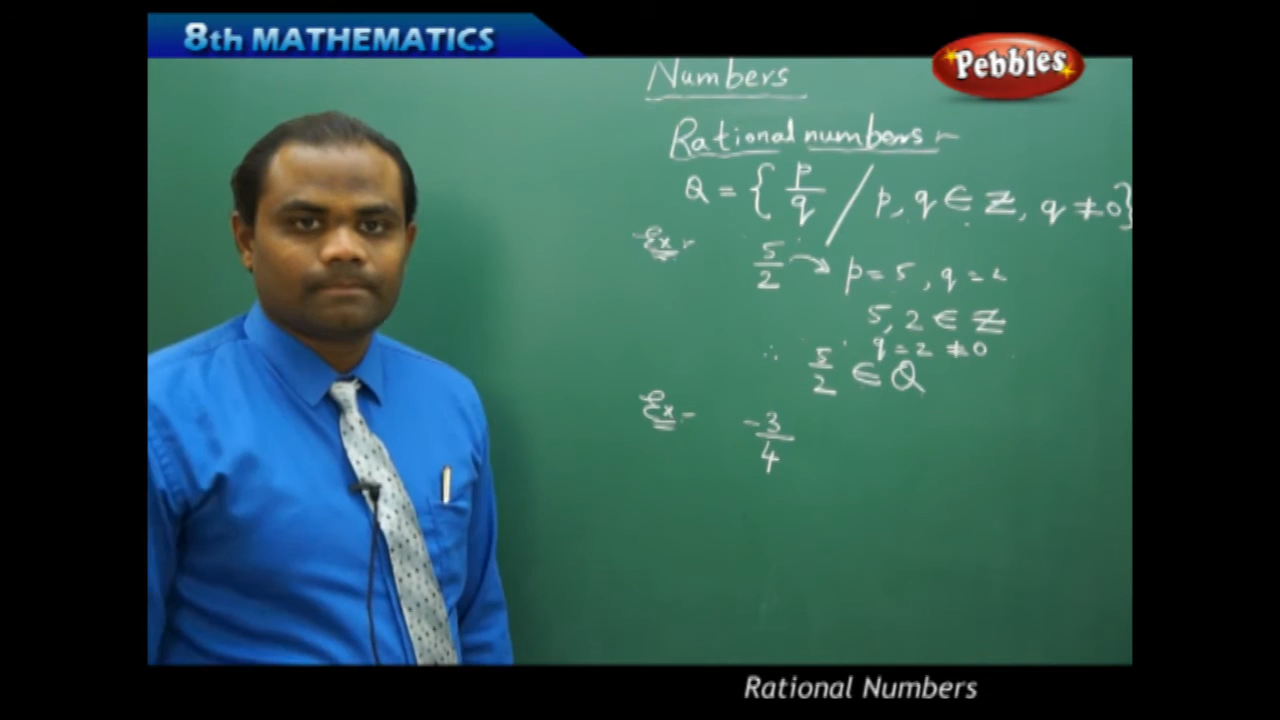 8th MATHEMATICS
Pebbles
Numbers
Rational numbers
Q = { p/q / p, q ∈ Z, q ≠ 0}
Ex:- 5/2 → p = 5, q = 2
5, 2 ∈ Z
q = 2 ≠ 0
∴ 5/2 ∈ Q
Ex:- -3/4
Rational Numbers